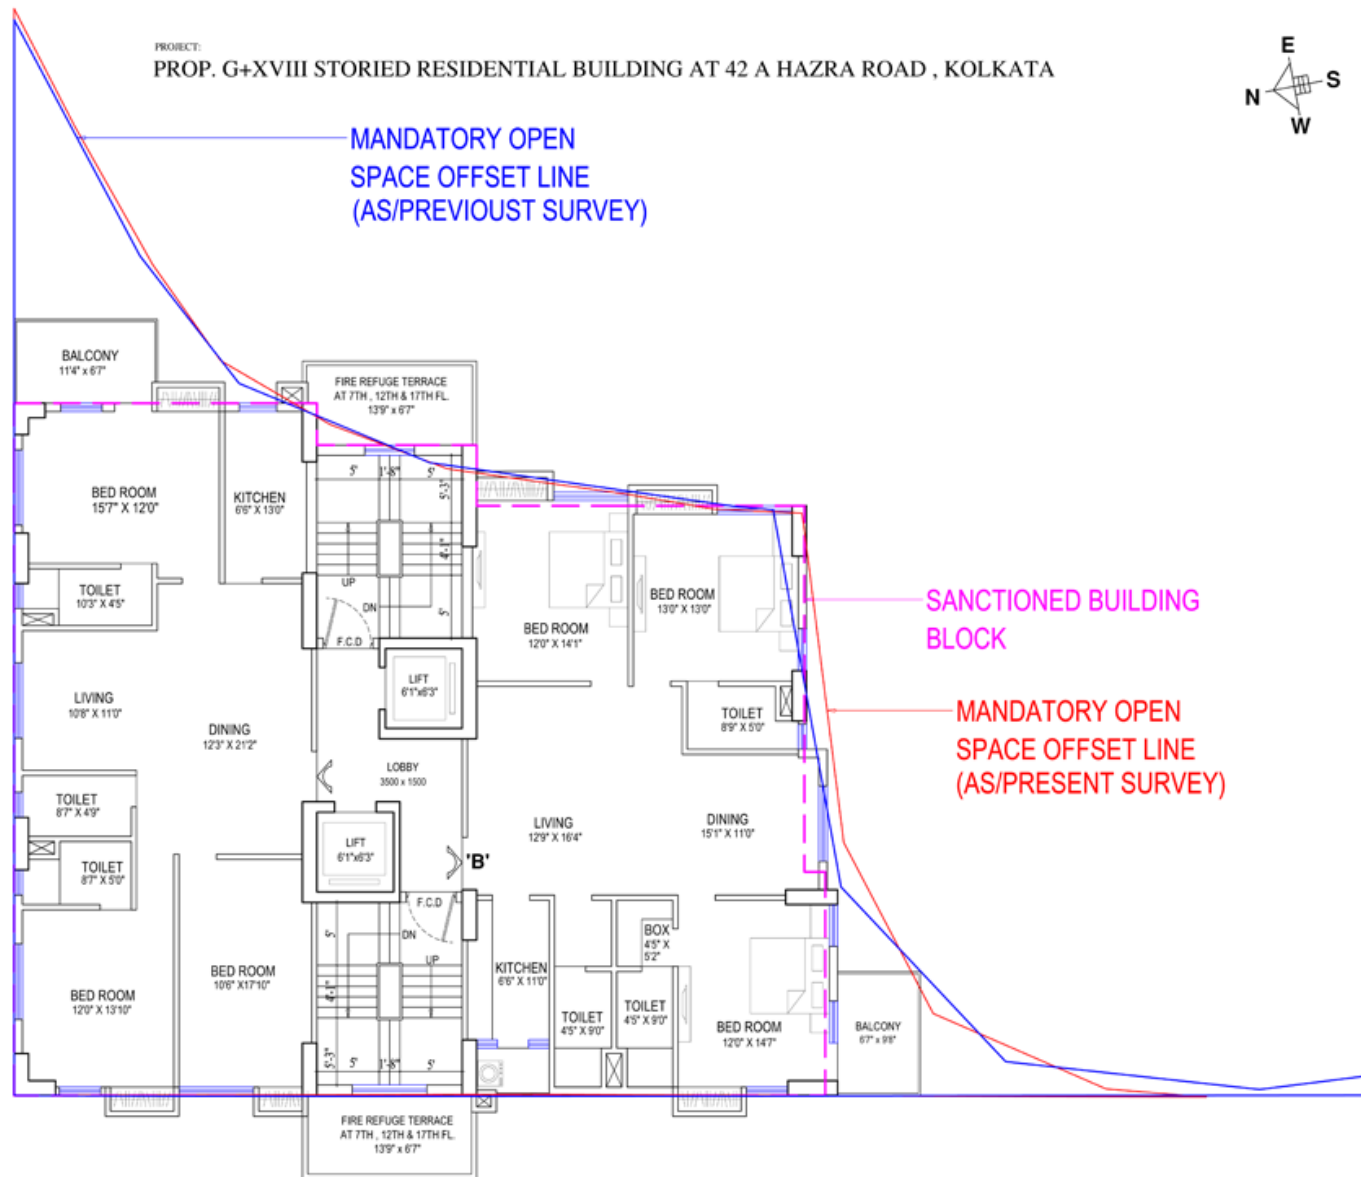 PROJECT:
PROP. G+XVIII STORIED RESIDENTIAL BUILDING AT 42 A HAZRA ROAD , KOLKATA
E
N
S
W
MANDATORY OPEN
SPACE OFFSET LINE
(AS/PREVIOUST SURVEY)
BALCONY
11'4" x 6'7"
FIRE REFUGE TERRACE
AT 7TH , 12TH & 17TH FL.
13'9" x 6'7"
BED ROOM
15'7" X 12'0"
KITCHEN
6'6" X 13'0"
5'
1'-8"
5'
5'-3"
4'-1"
5'
UP
DN
F.C.D
TOILET
10'3" X 4'5"
BED ROOM
12'0" X 14'1"
BED ROOM
13'0" X 13'0"
SANCTIONED BUILDING
BLOCK
LIFT
6'1"x6'3"
LIVING
10'8" X 11'0"
DINING
12'3" X 21'2"
TOILET
8'9" X 5'0"
MANDATORY OPEN
SPACE OFFSET LINE
(AS/PRESENT SURVEY)
LOBBY
3500 x 1500
TOILET
8'7" X 4'9"
LIVING
12'9" X 16'4"
DINING
15'1" X 11'0"
LIFT
6'1"x6'3"
'B'
TOILET
8'7" X 5'0"
F.C.D
DN
UP
5'
4'-1"
5'-3"
5'
1'-8"
5'
BOX
4'5" X
5'2"
KITCHEN
6'6" X 11'0"
BED ROOM
12'0" X 13'10"
BED ROOM
10'6" X17'10"
TOILET
4'5" X 9'0"
TOILET
4'5" X 9'0"
BED ROOM
12'0" X 14'7"
BALCONY
6'7" x 9'8"
FIRE REFUGE TERRACE
AT 7TH , 12TH & 17TH FL.
13'9" x 6'7"